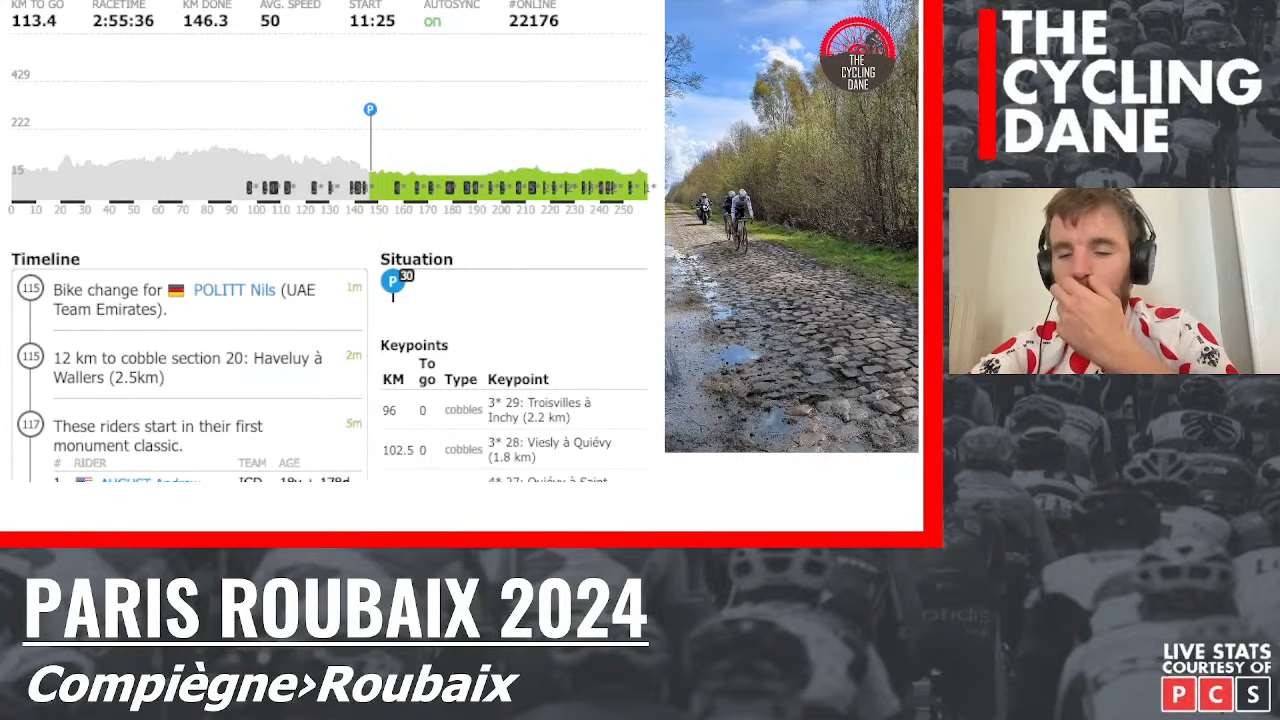 KM TO GO RACETIME KM DONE AVG. SPEED START AUTOSYNC #ONLINE
113.4 2:55:36 146.3 50 11:25 on 22176
429
222
15
P
0 10 20 30 40 50 60 70 80 90 100 110 120 130 140 150 160 170 180 190 200 210 220 230 240 250
Timeline
115 Bike change for POLITT Nils (UAE 1m
Team Emirates).
115 12 km to cobble section 20: Haveluy à 2m
Wallers (2.5km)
117 These riders start in their first 5m
monument classic.
# RIDER TEAM AGE
Situation
P 30
Keypoints
KM To go Type Keypoint
96 0 cobbles 3* 29: Troisvilles à
Inchy (2.2 km)
102.5 0 cobbles 3* 28: Viesly à Quiévy
(1.8 km)
THE
CYCLING
DANE
THE
CYCLING
DANE
PARIS ROUBAIX 2024
Compiègne›Roubaix
LIVE STATS
COURTESY OF
P C S